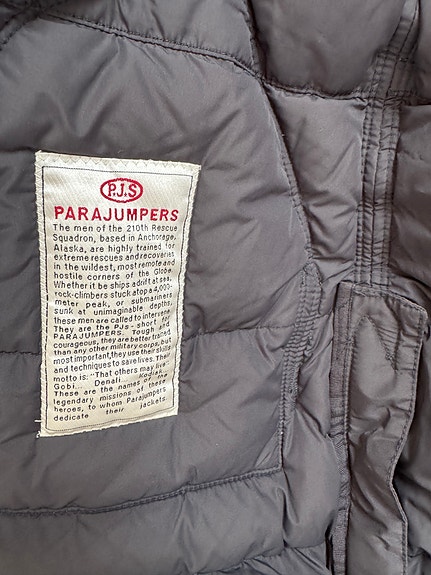 P.J.S
PARAJUMPERS
The men of the 210th Rescue
Squadron, based in Anchorage,
Alaska, are highly trained for
extreme rescues and recoveries
in the wildest, most remote and
hostile corners of the Globe.
Whether it be ships adrift at sea,
rock-climbers stuck atop a 4,000-
meter peak, or submariners
sunk at unimaginable depths,
these men are called to intervene.
They are the PJs - short for
PARAJUMPERS. Tough and
courageous, they are better trained
than any other military corps, but
most important, they use their skills
and techniques to save lives. Their
motto is: "That others may live"
Gobi... Denali... Kodiak...
These are the names of the
legendary missions of these
heroes, to whom Parajumpers
dedicate their jackets.